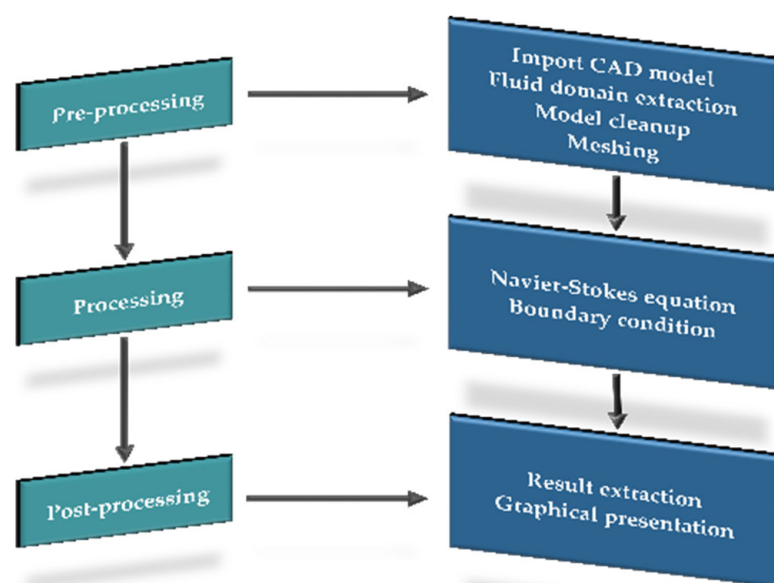 Pre-processing
Import CAD model
Fluid domain extraction
Model cleanup
Meshing
Processing
Navier-Stokes equation
Boundary condition
Post-processing
Result extraction
Graphical presentation